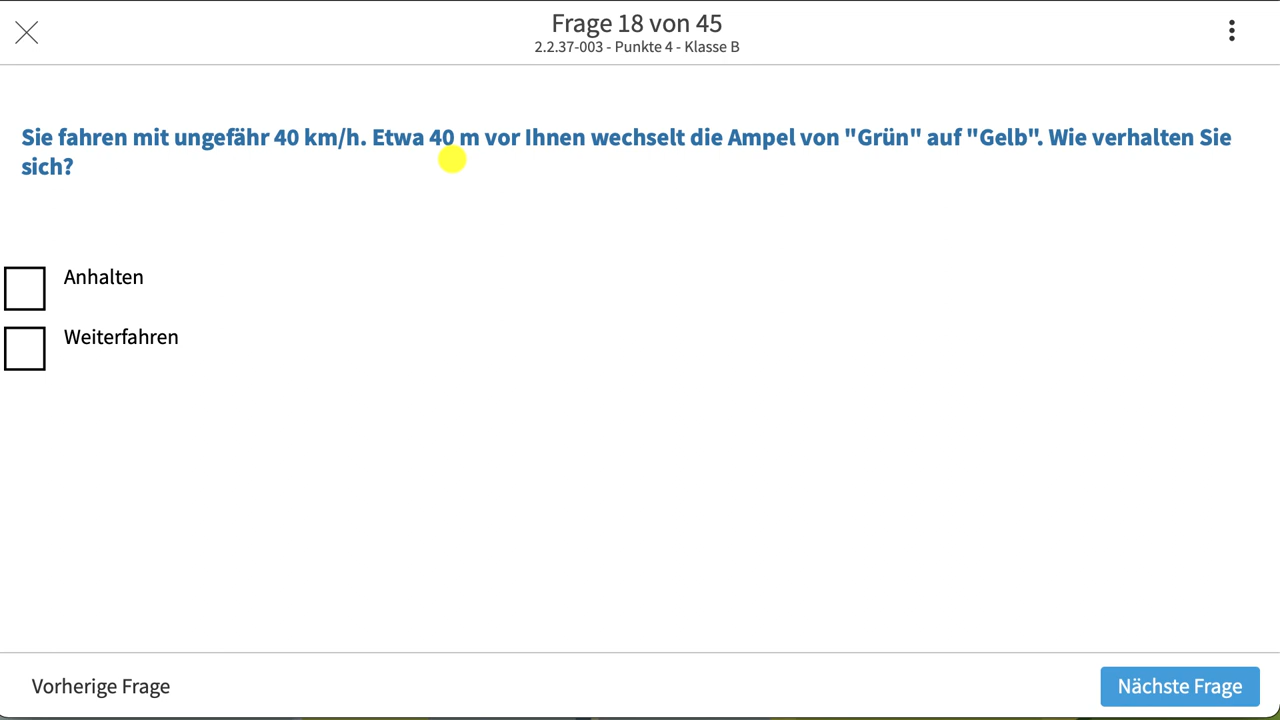 Frage 18 von 45
2.2.37-003 - Punkte 4 - Klasse B
Sie fahren mit ungefähr 40 km/h. Etwa 40 m vor Ihnen wechselt die Ampel von "Grün" auf "Gelb". Wie verhalten Sie
sich?
Anhalten
Weiterfahren
Vorherige Frage
Nächste Frage